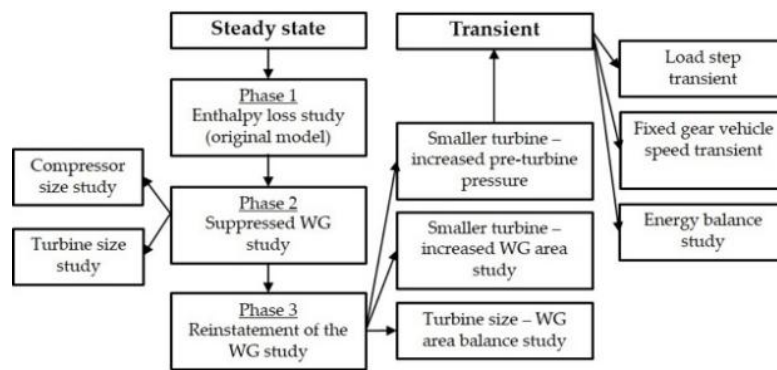 Steady state
Phase 1
Enthalpy loss study
(original model)
Compressor
size study
Turbine size
study
Phase 2
Suppressed WG
study
Phase 3
Reinstatement of the
WG study
Transient
Smaller turbine –
increased pre-turbine
pressure
Smaller turbine –
increased WG area
study
Turbine size – WG
area balance study
Load step
transient
Fixed gear vehicle
speed transient
Energy balance
study